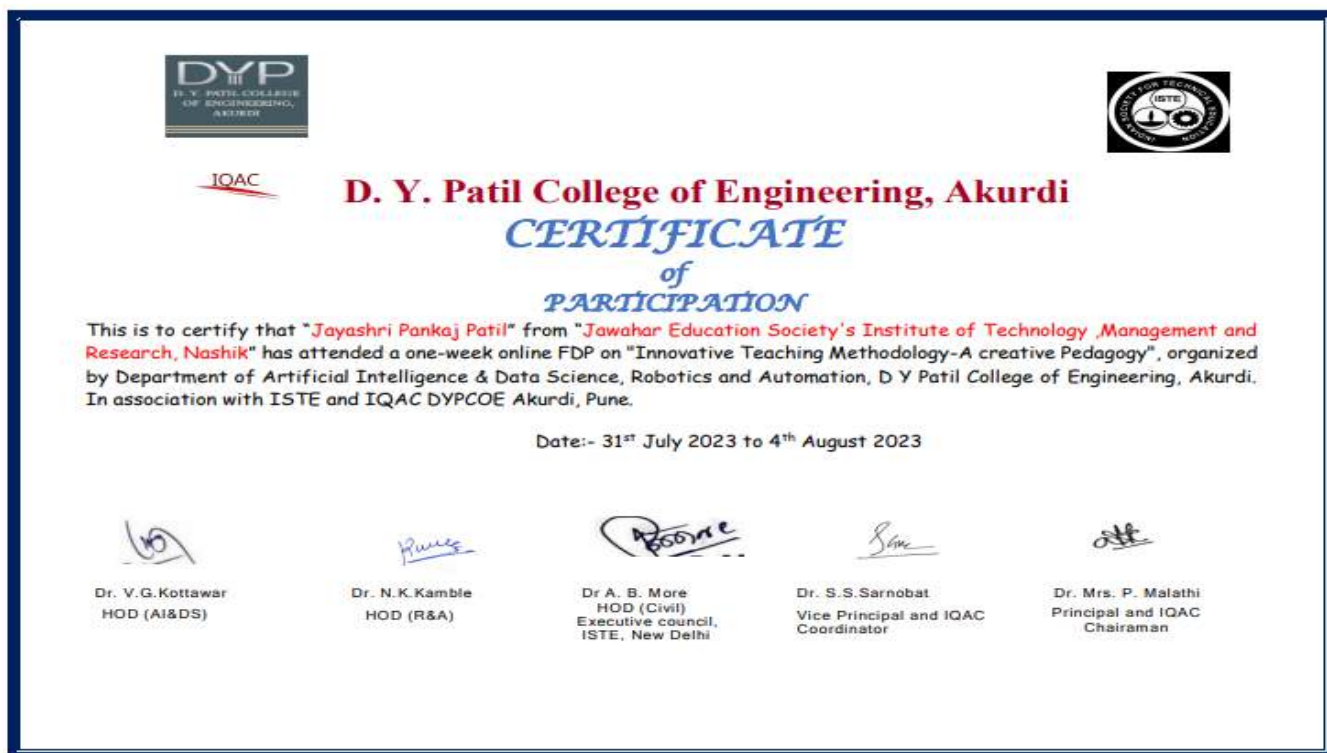 DYP
D. Y. PATIL COLLEGE
OF ENGINEERING,
AKURDI
INDIAN SOCIETY FOR TECHNICAL EDUCATION
ISTE
IQAC
D. Y. Patil College of Engineering, Akurdi
CERTIFICATE
of
PARTICIPATION
This is to certify that "Jayashri Pankaj Patil" from "Jawahar Education Society's Institute of Technology ,Management and
Research, Nashik" has attended a one-week online FDP on "Innovative Teaching Methodology-A creative Pedagogy", organized
by Department of Artificial Intelligence & Data Science, Robotics and Automation, D Y Patil College of Engineering, Akurdi.
In association with ISTE and IQAC DYPCOE Akurdi, Pune.
Date:- 31st July 2023 to 4th August 2023
Dr. V.G.Kottawar
HOD (AI&DS)
Dr. N.K.Kamble
HOD (R&A)
Dr A. B. More
HOD (Civil)
Executive council,
ISTE, New Delhi
Dr. S.S.Sarnobat
Vice Principal and IQAC
Coordinator
Dr. Mrs. P. Malathi
Principal and IQAC
Chairaman